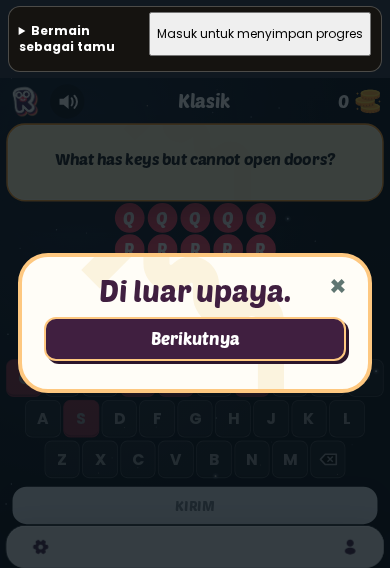 ▶ Bermain sebagai tamu
Masuk untuk menyimpan progres
Klasik
0
What has keys but cannot open doors?
Q Q Q Q Q
Di luar upaya.
Berikutnya
A S D F G H J K L
Z X C V B N M
KIRIM